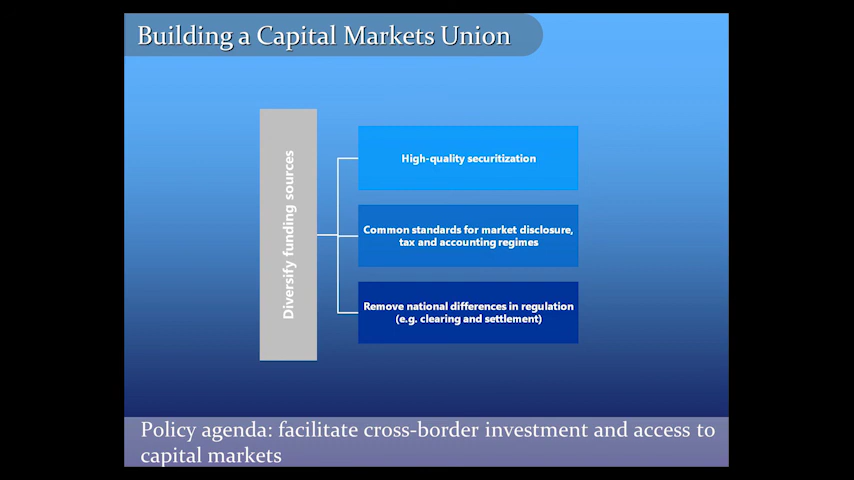 Building a Capital Markets Union
Diversify funding sources
High-quality securitization
Common standards for market disclosure,
tax and accounting regimes
Remove national differences in regulation
(e.g. clearing and settlement)
Policy agenda: facilitate cross-border investment and access to
capital markets